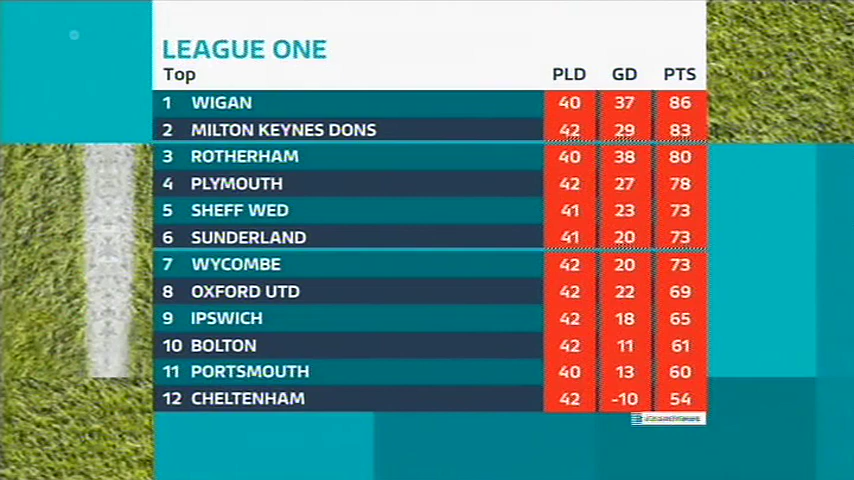 LEAGUE ONE
Top PLD GD PTS
1 WIGAN 40 37 86
2 MILTON KEYNES DONS 42 29 83
3 ROTHERHAM 40 38 80
4 PLYMOUTH 42 27 78
5 SHEFF WED 41 23 73
6 SUNDERLAND 41 20 73
7 WYCOMBE 42 20 73
8 OXFORD UTD 42 22 69
9 IPSWICH 42 18 65
10 BOLTON 42 11 61
11 PORTSMOUTH 40 13 60
12 CHELTENHAM 42 -10 54